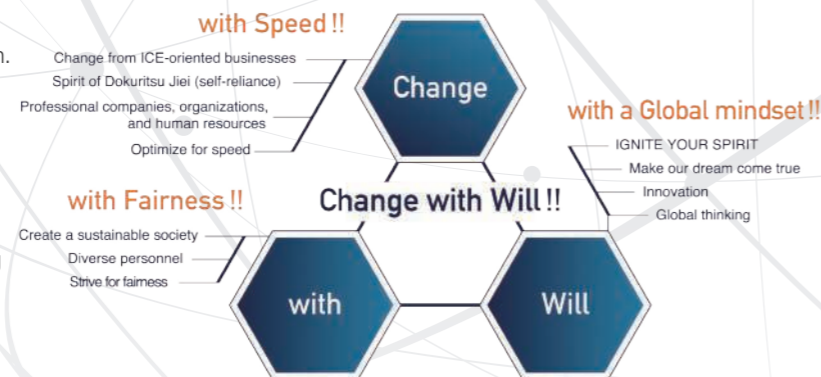 with Speed !!
Change from ICE-oriented businesses
Spirit of Dokuritsu Jiei (self-reliance)
Professional companies, organizations,
and human resources
Optimize for speed
Change
with a Global mindset !!
IGNITE YOUR SPIRIT
Make our dream come true
Innovation
Global thinking
Change with Will !!
with Fairness !!
Create a sustainable society
Diverse personnel
Strive for fairness
with
Will